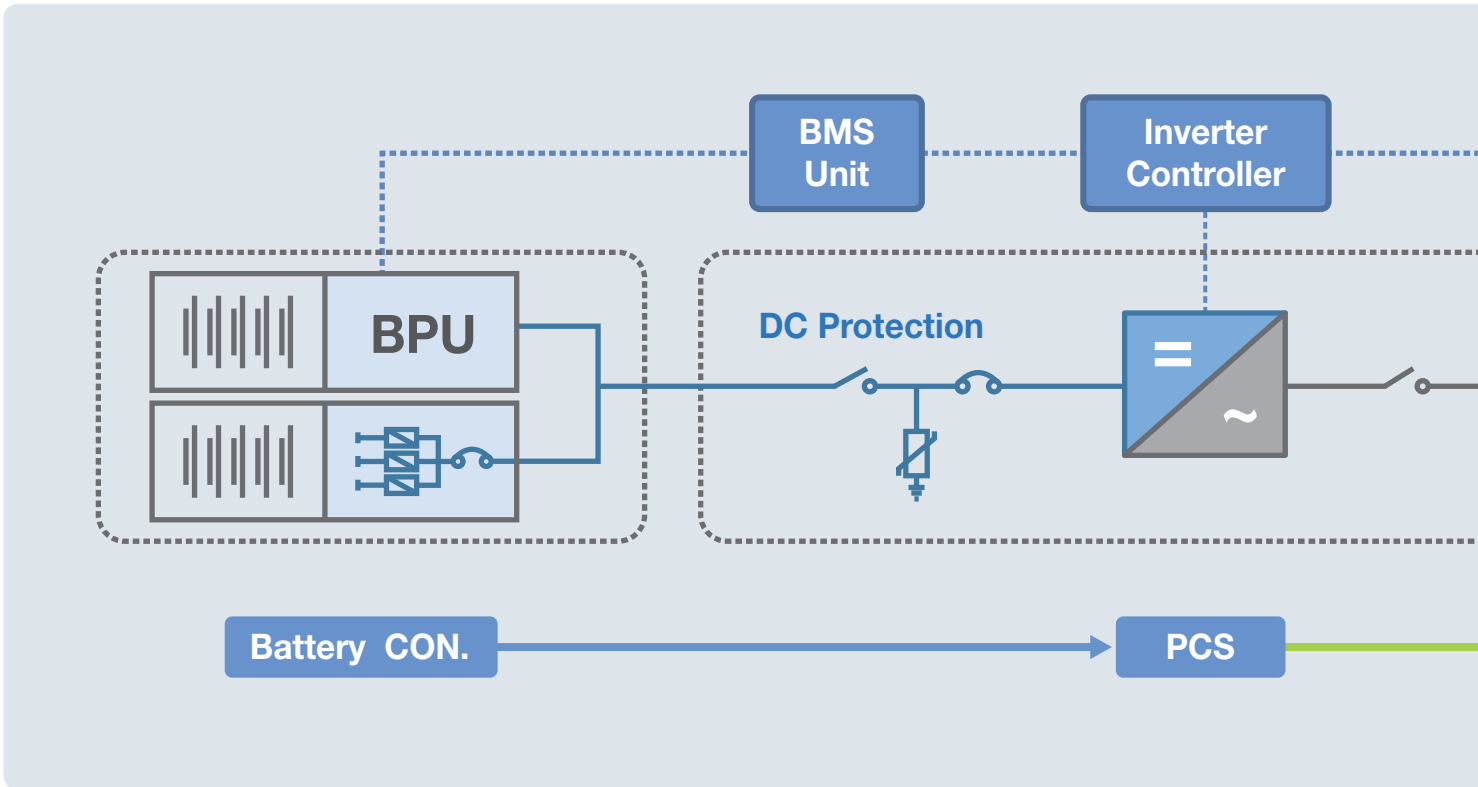 BMS
Unit
Inverter
Controller
BPU
DC Protection
=
~
Battery CON.
PCS